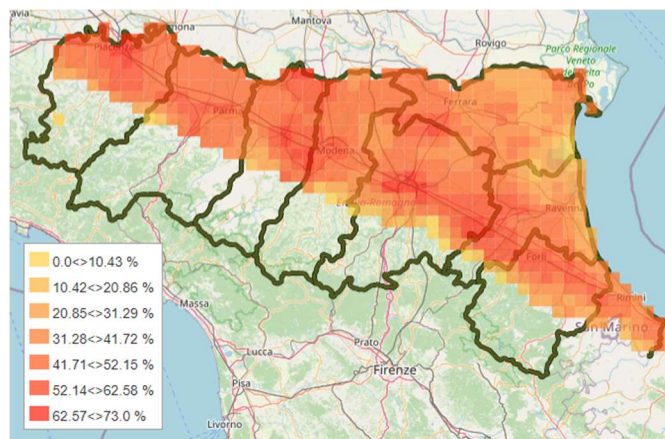 Mantova
Rovigo
Parco Regionale
Veneto
Ferrara
Parma
Modena
Emilia-Romagna
Ravenna
Forlì
Rimini
San Marino
Massa
Lucca
Prato
Firenze
Pisa
Livorno
0.0<>10.43 %
10.42<>20.86 %
20.85<>31.29 %
31.28<>41.72 %
41.71<>52.15 %
52.14<>62.58 %
62.57<>73.0 %